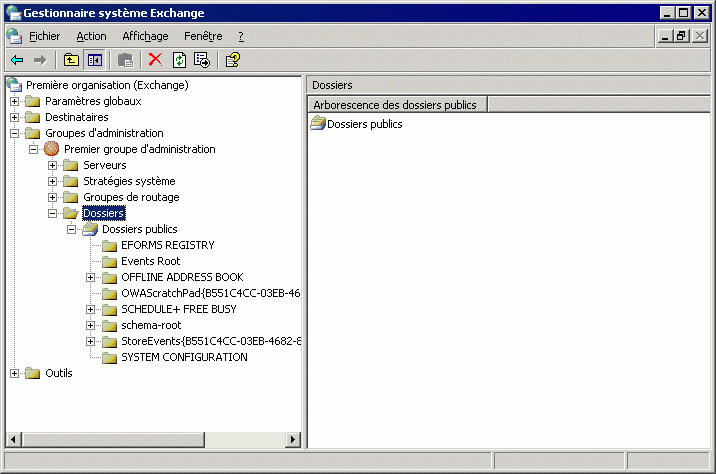 Gestionnaire système Exchange
Fichier Action Affichage Fenêtre ?
Première organisation (Exchange)
Paramètres globaux
Destinataires
Groupes d'administration
Premier groupe d'administration
Serveurs
Stratégies système
Groupes de routage
Dossiers
Dossiers publics
EFORMS REGISTRY
Events Root
OFFLINE ADDRESS BOOK
OWAScratchPad{B551C4CC-03EB-46
SCHEDULE+ FREE BUSY
schema-root
StoreEvents{B551C4CC-03EB-4682-8
SYSTEM CONFIGURATION
Outils
Dossiers
Arborescence des dossiers publics
Dossiers publics